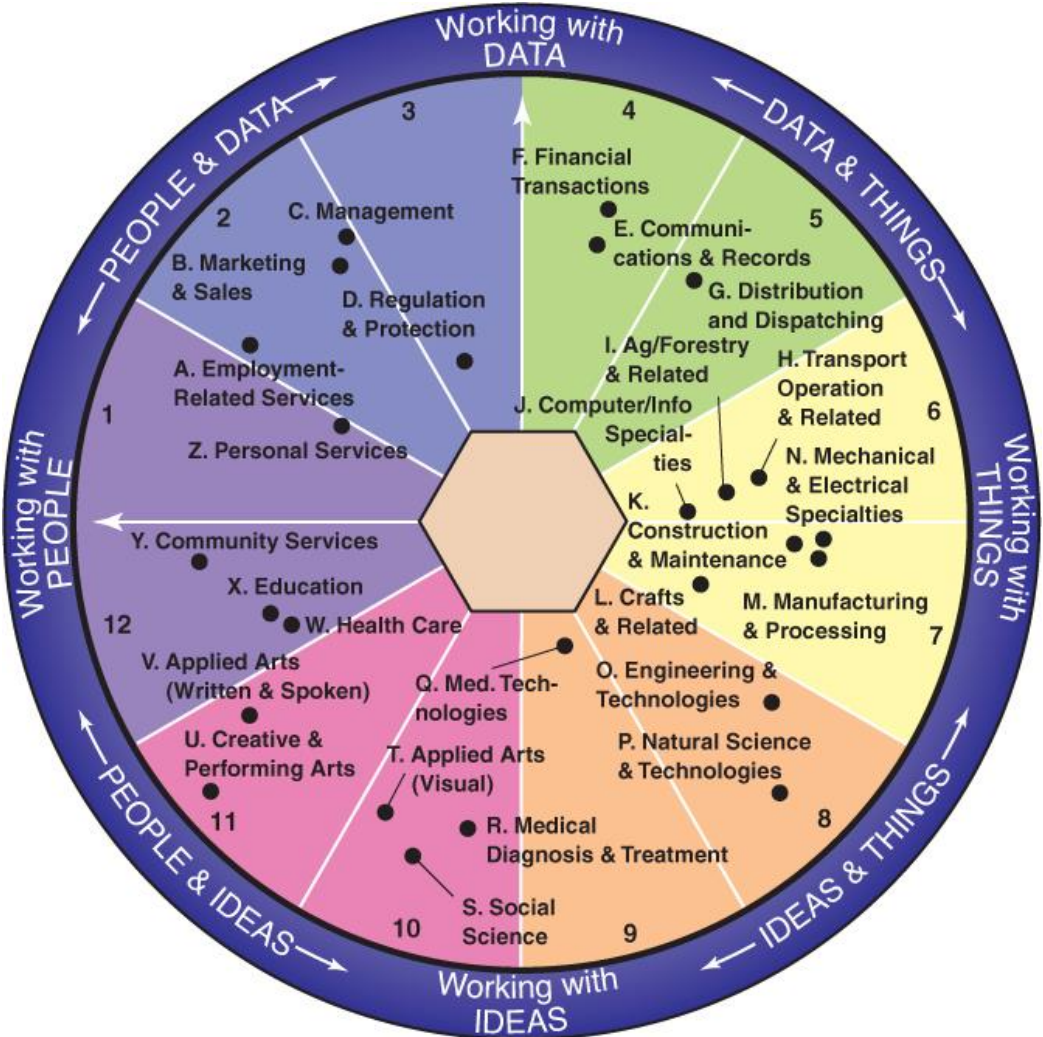 Working with
DATA
PEOPLE & DATA
DATA & THINGS
3
4
F. Financial
Transactions
2
C. Management
5
E. Communi-
cations & Records
B. Marketing
& Sales
D. Regulation
& Protection
G. Distribution
and Dispatching
I. Ag/Forestry
& Related
H. Transport
Operation
& Related
A. Employment-
Related Services
J. Computer/Info
Special-
ties
1
6
Z. Personal Services
N. Mechanical
& Electrical
Specialties
Working with
PEOPLE
Working with
THINGS
K.
Construction
& Maintenance
Y. Community Services
X. Education
L. Crafts
& Related
M. Manufacturing
& Processing
12
W. Health Care
7
V. Applied Arts
(Written & Spoken)
Q. Med. Tech-
nologies
O. Engineering &
Technologies
U. Creative &
Performing Arts
T. Applied Arts
(Visual)
P. Natural Science
& Technologies
11
8
R. Medical
Diagnosis & Treatment
S. Social
Science
10
9
PEOPLE & IDEAS
IDEAS & THINGS
Working with
IDEAS